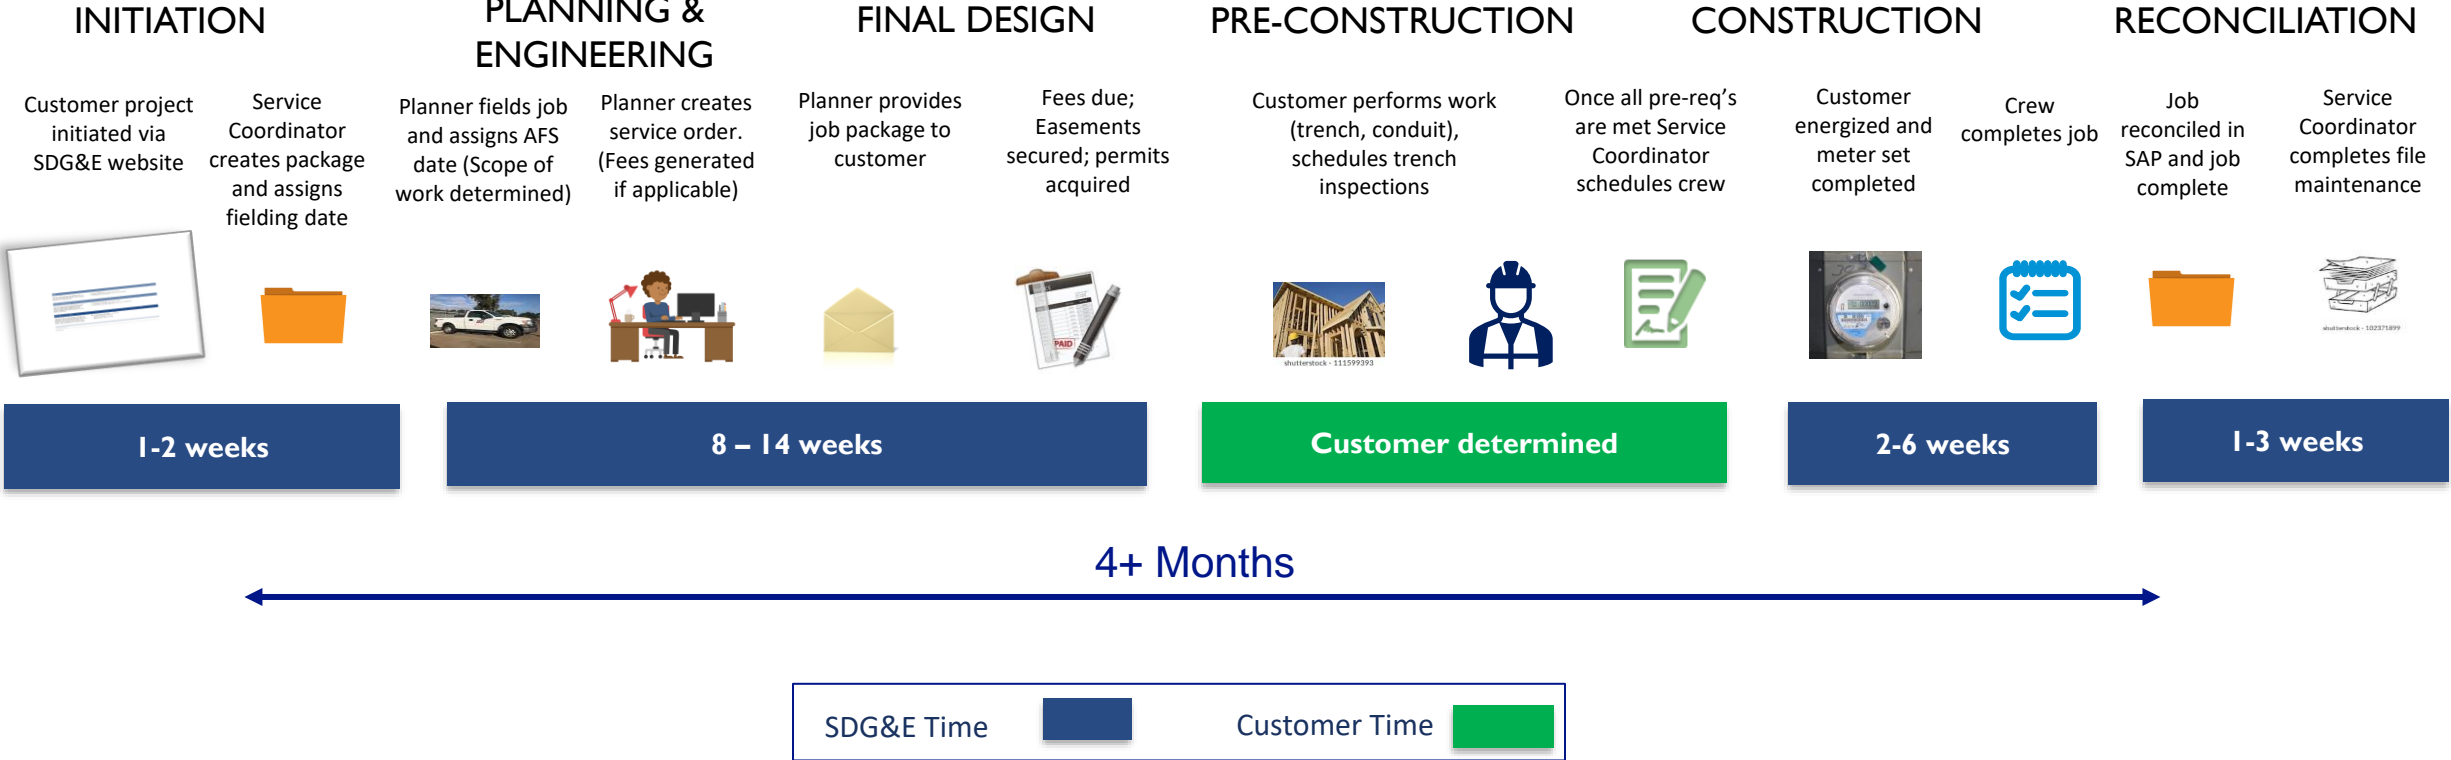 INITIATION
PLANNING &
ENGINEERING
FINAL DESIGN
PRE-CONSTRUCTION
CONSTRUCTION
RECONCILIATION
Customer project
initiated via
SDG&E website
Service
Coordinator
creates package
and assigns
fielding date
Planner fields job
and assigns AFS
date (Scope of
work determined)
Planner creates
service order.
(Fees generated
if applicable)
Planner provides
job package to
customer
Fees due;
Easements
secured; permits
acquired
Customer performs work
(trench, conduit),
schedules trench
inspections
Once all pre-req's
are met Service
Coordinator
schedules crew
Customer
energized and
meter set
completed
Crew
completes job
Job
reconciled in
SAP and job
complete
Service
Coordinator
completes file
maintenance
PAID
shutterstock · 111599393
shutterstock · 102371899
1-2 weeks
8 – 14 weeks
Customer determined
2-6 weeks
1-3 weeks
4+ Months
SDG&E Time
Customer Time